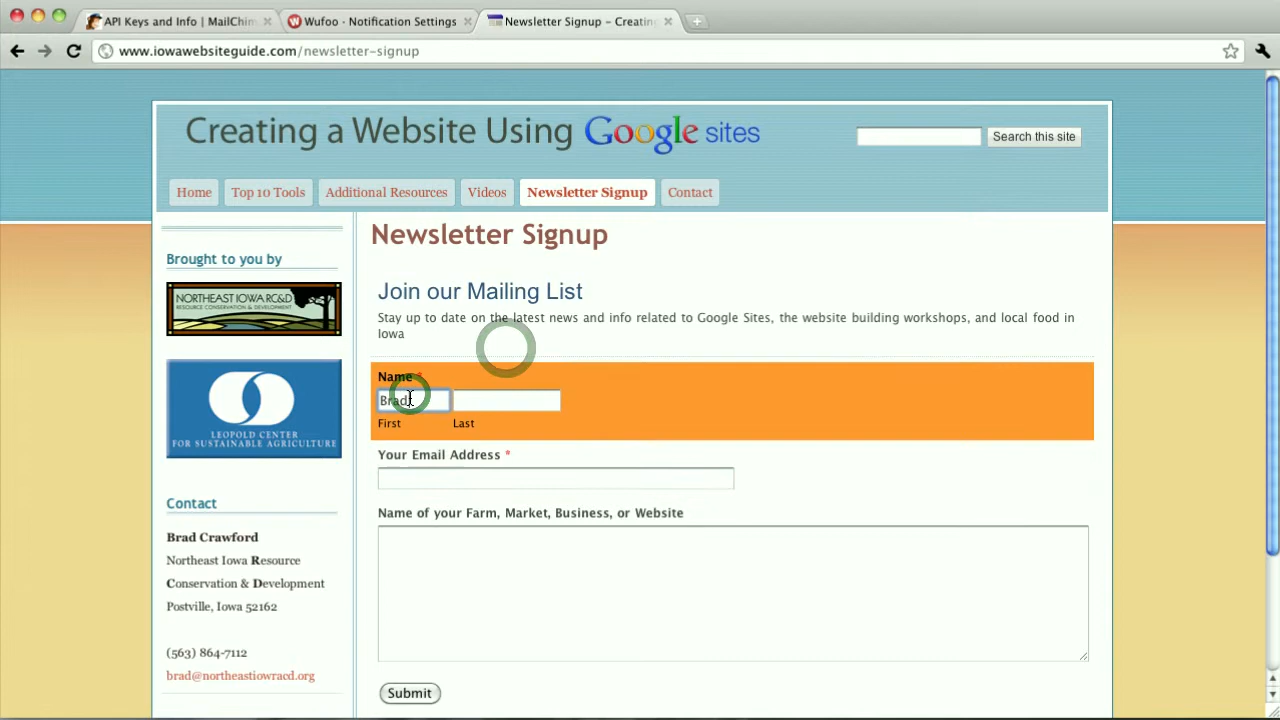 API Keys and Info | MailChim
Wufoo - Notification Settings
Newsletter Signup – Creating
www.iowawebsiteguide.com/newsletter-signup
Creating a Website Using Google sites
Search this site
Home
Top 10 Tools
Additional Resources
Videos
Newsletter Signup
Contact
Brought to you by
NORTHEAST IOWA RC&D
RESOURCE CONSERVATION & DEVELOPMENT
LEOPOLD CENTER
FOR SUSTAINABLE AGRICULTURE
Contact
Brad Crawford
Northeast Iowa Resource
Conservation & Development
Postville, Iowa 52162
(563) 864-7112
brad@northeastiowracd.org
Newsletter Signup
Join our Mailing List
Stay up to date on the latest news and info related to Google Sites, the website building workshops, and local food in
Iowa
Name *
Brad
First
Last
Your Email Address *
Name of your Farm, Market, Business, or Website
Submit